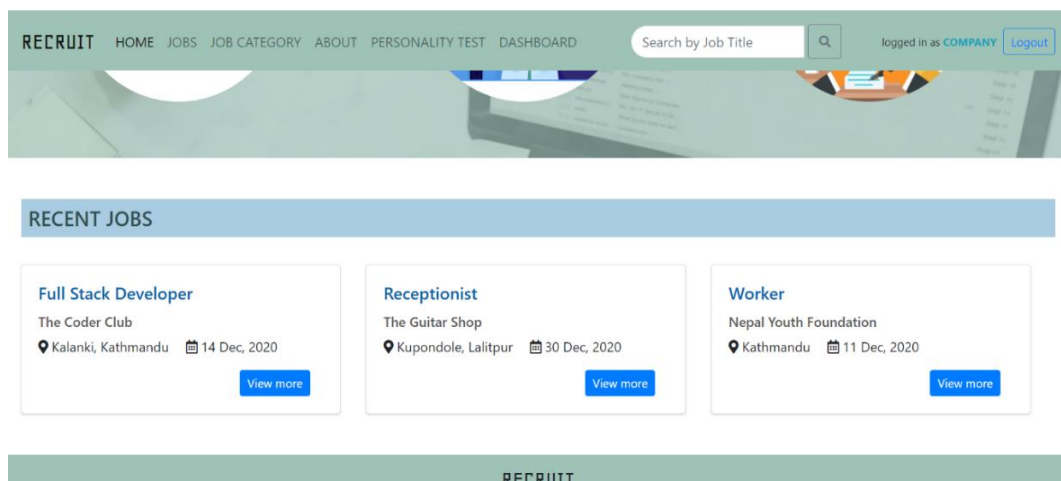 RECRUIT HOME JOBS JOB CATEGORY ABOUT PERSONALITY TEST DASHBOARD Search by Job Title logged in as COMPANY Logout
RECENT JOBS
Full Stack Developer
The Coder Club
Kalanki, Kathmandu 14 Dec, 2020
View more
Receptionist
The Guitar Shop
Kupondole, Lalitpur 30 Dec, 2020
View more
Worker
Nepal Youth Foundation
Kathmandu 11 Dec, 2020
View more
RECRUIT